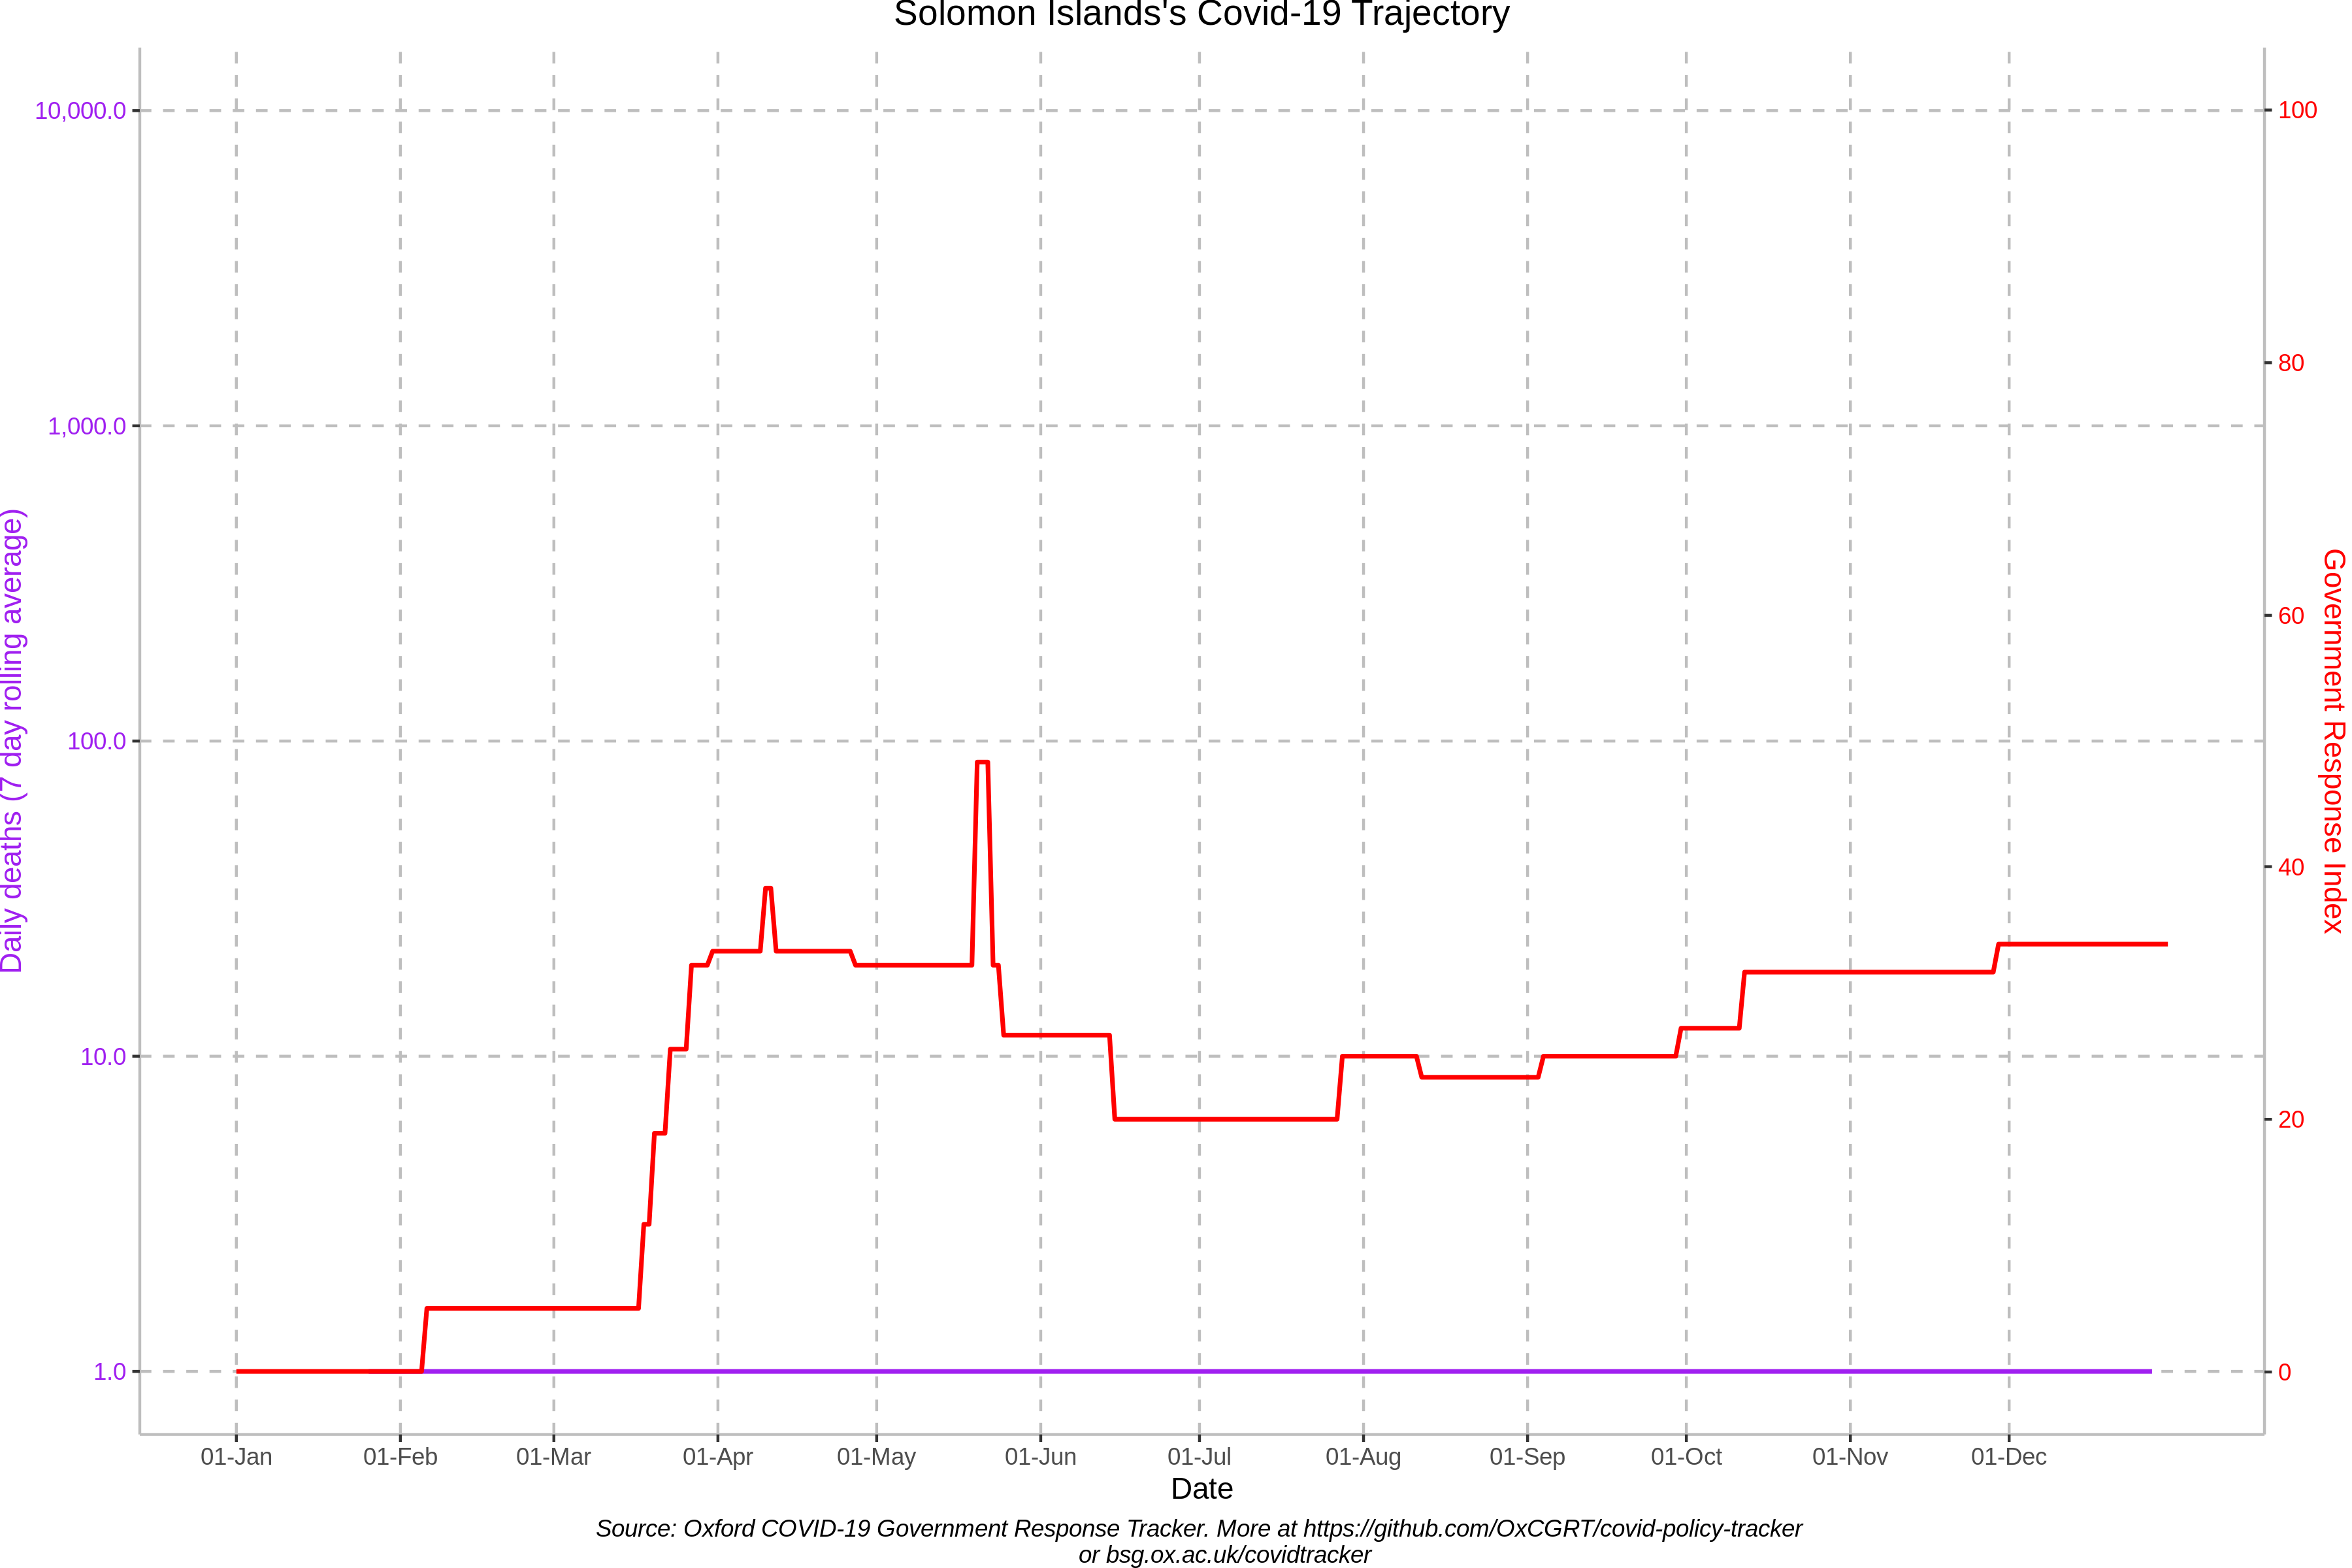 Solomon Islands's Covid-19 Trajectory
10,000.0
1,000.0
100.0
10.0
1.0
Daily deaths (7 day rolling average)
100
80
60
40
20
0
Government Response Index
01-Jan
01-Feb
01-Mar
01-Apr
01-May
01-Jun
01-Jul
01-Aug
01-Sep
01-Oct
01-Nov
01-Dec
Date
Source: Oxford COVID-19 Government Response Tracker. More at https://github.com/OxCGRT/covid-policy-tracker
or bsg.ox.ac.uk/covidtracker